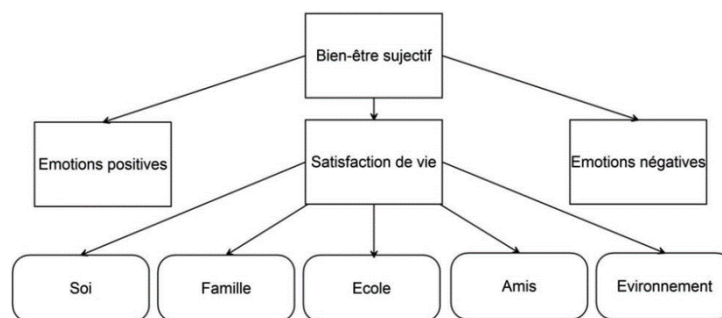 Bien-être sujectif
Emotions positives
Satisfaction de vie
Emotions négatives
Soi
Famille
Ecole
Amis
Evironnement